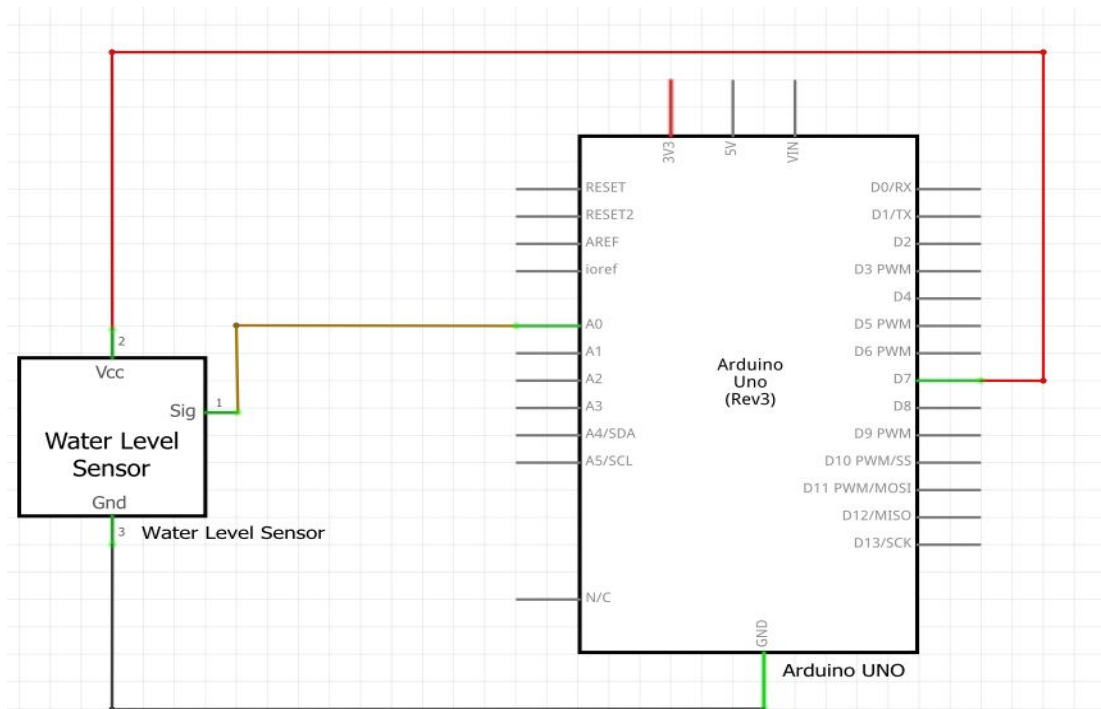 3V3
5V
VIN
RESET
RESET2
AREF
ioref
A0
A1
A2
A3
A4/SDA
A5/SCL
N/C
D0/RX
D1/TX
D2
D3 PWM
D4
D5 PWM
D6 PWM
D7
D8
D9 PWM
D10 PWM/SS
D11 PWM/MOSI
D12/MISO
D13/SCK
Arduino
Uno
(Rev3)
GND
Arduino UNO
2
Vcc
1
Sig
Water Level
Sensor
Gnd
3
Water Level Sensor